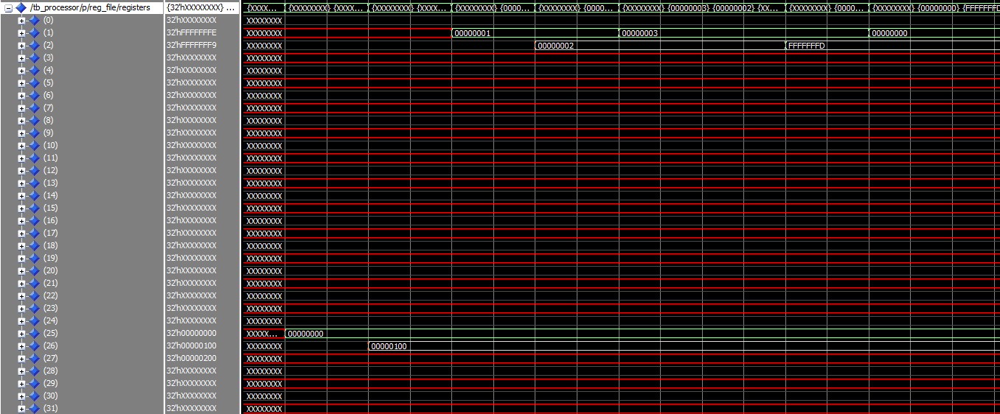 /tb_processor/p/reg_file/registers {32'hXXXXXXXX} ... {XXXX... {XXXXXXXX} {XXXX... {XXXXXXXX} {XXXX... {XXXXXXXX} {0000... {XXXXXXXX} {0000... {XXXXXXXX} {00000003} {00000002} {XX... {XXXXXXXX} {0000... {XXXXXXXX} {00000000} {FFFFFFFD
(0) 32'hXXXXXXXX XXXXXXXX
(1) 32'hFFFFFFFE XXXXXXXX 00000001 00000003 00000000
(2) 32'hFFFFFFF9 XXXXXXXX 00000002 FFFFFFFD
(3) 32'hXXXXXXXX XXXXXXXX
(4) 32'hXXXXXXXX XXXXXXXX
(5) 32'hXXXXXXXX XXXXXXXX
(6) 32'hXXXXXXXX XXXXXXXX
(7) 32'hXXXXXXXX XXXXXXXX
(8) 32'hXXXXXXXX XXXXXXXX
(9) 32'hXXXXXXXX XXXXXXXX
(10) 32'hXXXXXXXX XXXXXXXX
(11) 32'hXXXXXXXX XXXXXXXX
(12) 32'hXXXXXXXX XXXXXXXX
(13) 32'hXXXXXXXX XXXXXXXX
(14) 32'hXXXXXXXX XXXXXXXX
(15) 32'hXXXXXXXX XXXXXXXX
(16) 32'hXXXXXXXX XXXXXXXX
(17) 32'hXXXXXXXX XXXXXXXX
(18) 32'hXXXXXXXX XXXXXXXX
(19) 32'hXXXXXXXX XXXXXXXX
(20) 32'hXXXXXXXX XXXXXXXX
(21) 32'hXXXXXXXX XXXXXXXX
(22) 32'hXXXXXXXX XXXXXXXX
(23) 32'hXXXXXXXX XXXXXXXX
(24) 32'hXXXXXXXX XXXXXXXX
(25) 32'h00000000 XXXXX... 00000000
(26) 32'h00000100 XXXXXXXX 00000100
(27) 32'h00000200 XXXXXXXX
(28) 32'hXXXXXXXX XXXXXXXX
(29) 32'hXXXXXXXX XXXXXXXX
(30) 32'hXXXXXXXX XXXXXXXX
(31) 32'hXXXXXXXX XXXXXXXX